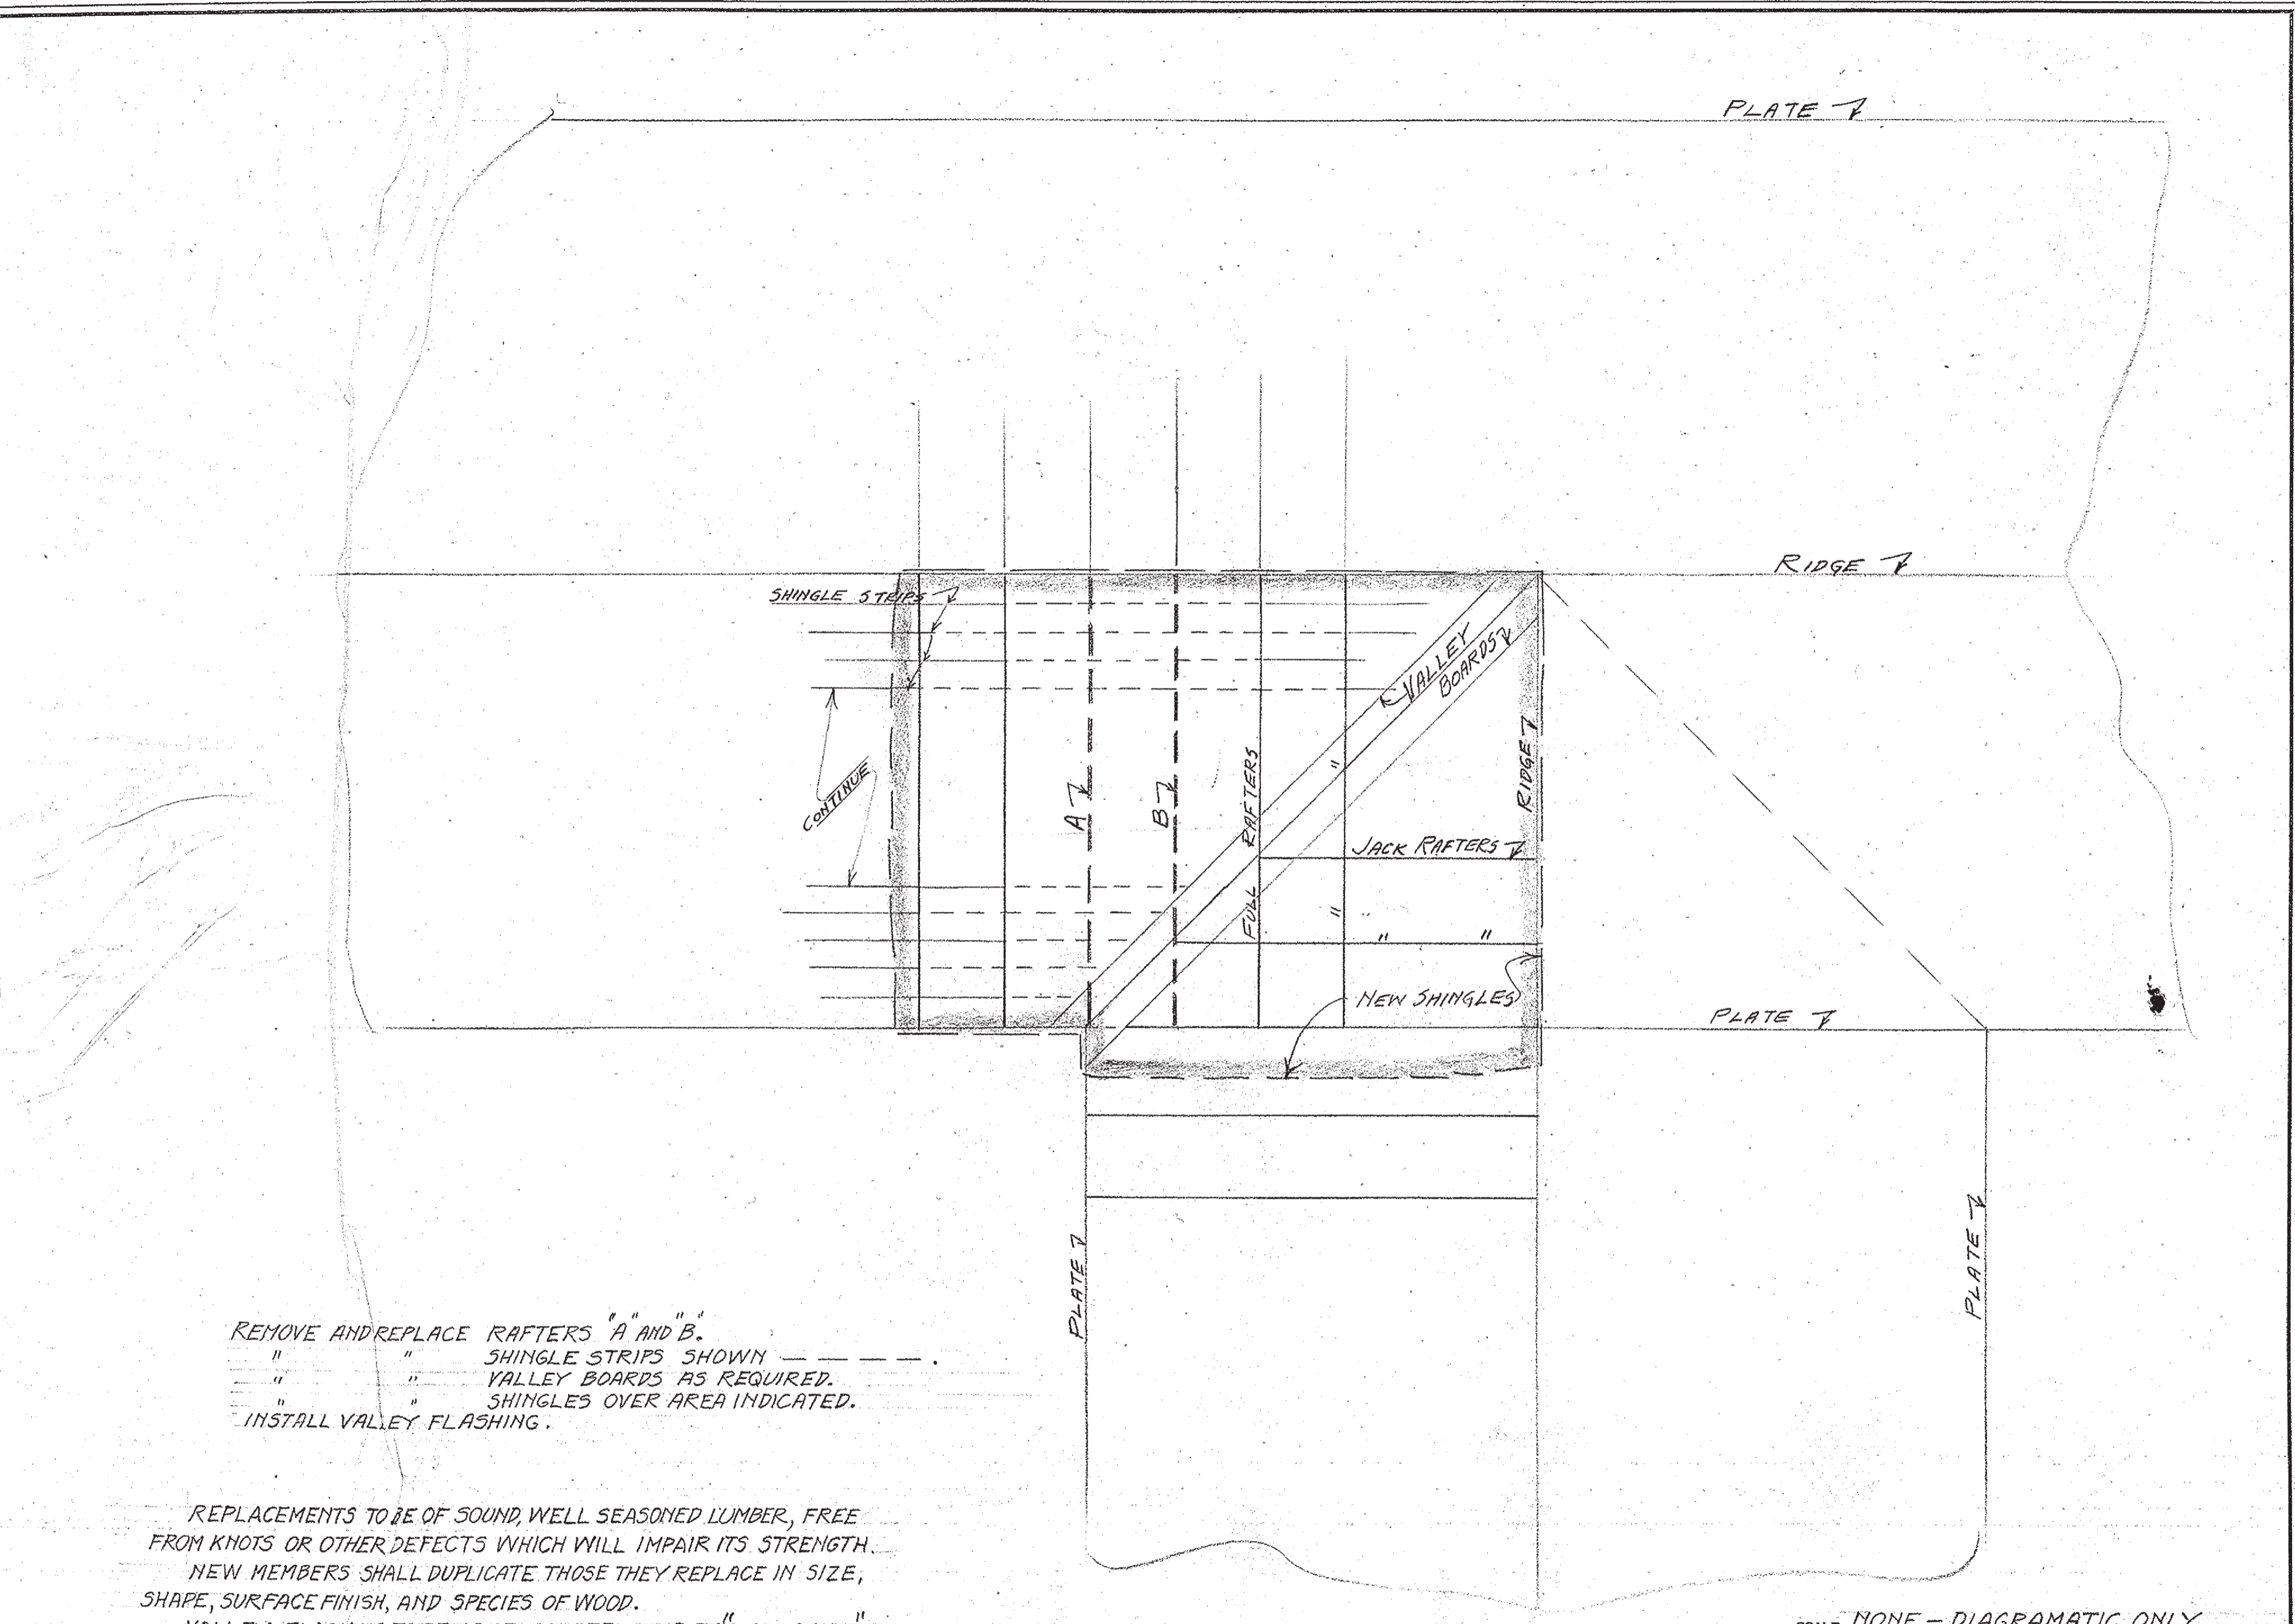 PLATE
RIDGE
SHINGLE STRIPS
VALLEY
BOARDS
CONTINUE
A
B
FULL RAFTERS
"
"
RIDGE
JACK RAFTERS
" "
NEW SHINGLES
PLATE
PLATE
PLATE
REMOVE AND REPLACE RAFTERS "A" AND "B".
" " SHINGLE STRIPS SHOWN — — — — .
" " VALLEY BOARDS AS REQUIRED.
" " SHINGLES OVER AREA INDICATED.
INSTALL VALLEY FLASHING.
REPLACEMENTS TO BE OF SOUND, WELL SEASONED LUMBER, FREE
FROM KNOTS OR OTHER DEFECTS WHICH WILL IMPAIR ITS STRENGTH.
NEW MEMBERS SHALL DUPLICATE THOSE THEY REPLACE IN SIZE,
SHAPE, SURFACE FINISH, AND SPECIES OF WOOD.
NONE – DIAGRAMATIC ONLY